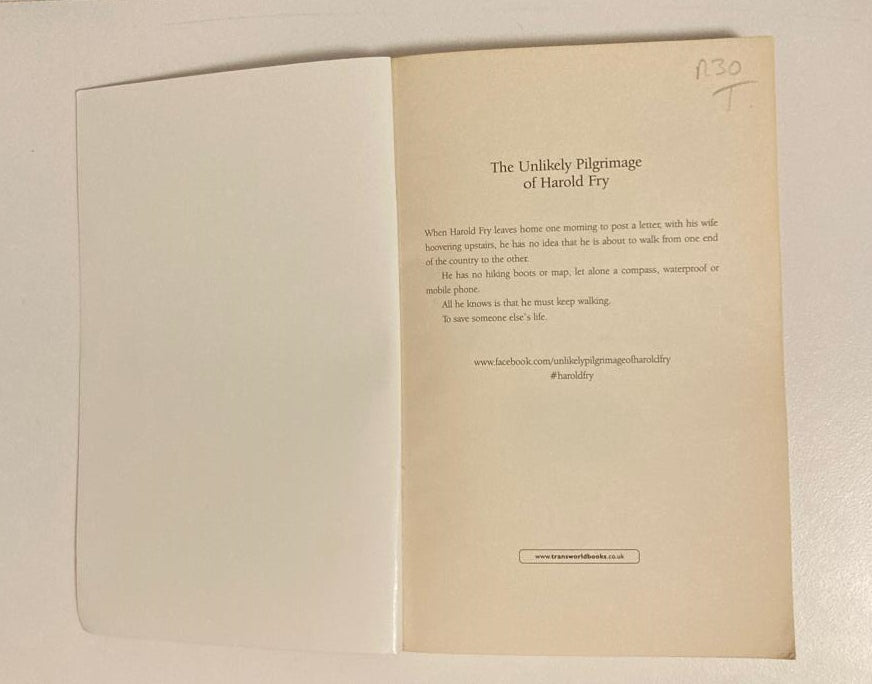 R30
T
The Unlikely Pilgrimage
of Harold Fry
When Harold Fry leaves home one morning to post a letter, with his wife
hoovering upstairs, he has no idea that he is about to walk from one end
of the country to the other.
He has no hiking boots or map, let alone a compass, waterproof or
mobile phone.
All he knows is that he must keep walking.
To save someone else's life.
www.facebook.com/unlikelypilgrimageofharoldfry
#haroldfry
www.transworldbooks.co.uk